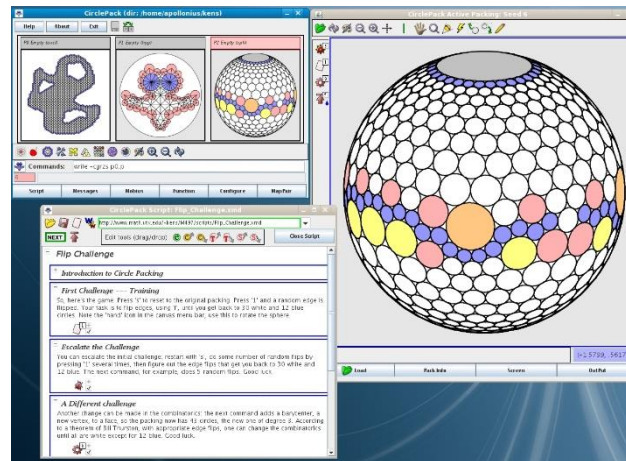 CirclePack (dir: /home/apollonius/kens)
Help About Exit
P0 Empty
P1 Empty
P2 Empty
Commands: write -cgrzs p0.p
Script Messages Mobius Function Configure MapPair
CirclePack Active Packing: Seed 6
Load Pack Info Screen OutPut
CirclePack Script: Flip_Challenge.xmd
NEXT Edit tools (drag/drop) Close Script
Flip Challenge
Introduction to Circle Packing
First Challenge ---- Training
So, here's the game. Press 's' to reset to the original packing. Press '1' and a random edge is
flipped. Your task is to flip edges, using 'f', until you get back to 30 white and 12 blue
circles. Note the 'hand' icon in the canvas menu bar, use this to rotate the sphere.
Escalate the Challenge
You can escalate the initial challenge: restart with 's', do some number of random flips by
pressing '1' several times, then figure out the edge flips that get you back to 30 white and
12 blue. The next command, for example, does 5 random flips. Good luck.
A Different challenge
Another change can be made in the combinatorics: the next command adds a barycenter, a
new vertex, to a face, so the packing now has 43 circles, the new one of degree 3. According
to a theorem of Bill Thurston, with appropriate edge flips, one can change the combinatorics
until all are white except for 12 blue. Good luck.